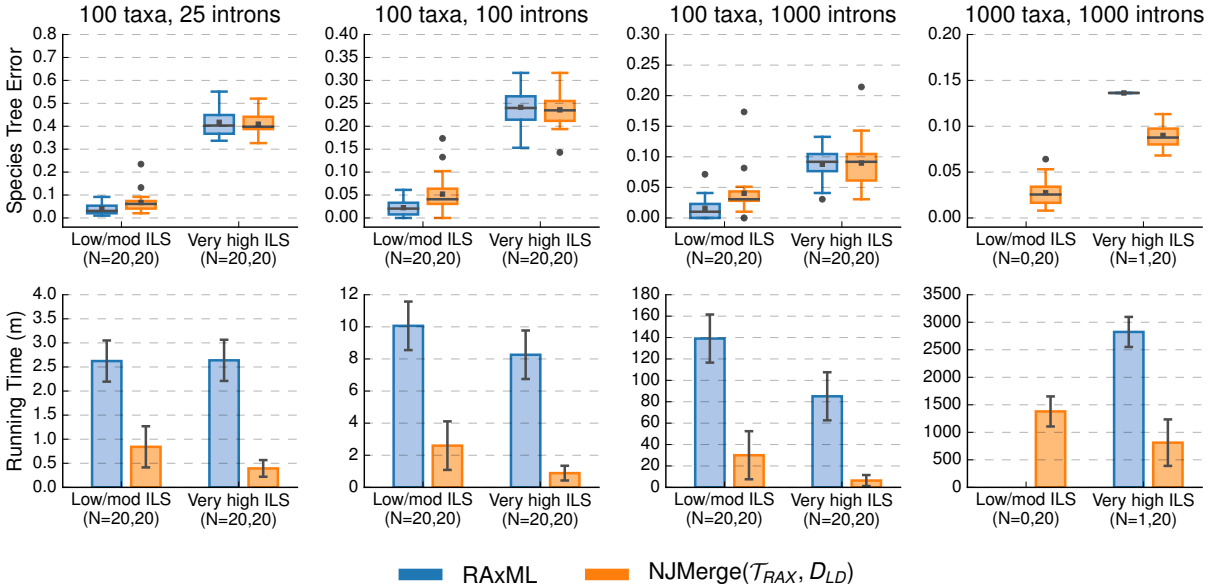 100 taxa, 25 introns
100 taxa, 100 introns
100 taxa, 1000 introns
1000 taxa, 1000 introns
Species Tree Error
0.8
0.7
0.6
0.5
0.4
0.3
0.2
0.1
0.0
Low/mod ILS
(N=20,20)
Very high ILS
(N=20,20)
0.40
0.35
0.30
0.25
0.20
0.15
0.10
0.05
0.00
Low/mod ILS
(N=20,20)
Very high ILS
(N=20,20)
0.30
0.25
0.20
0.15
0.10
0.05
0.00
Low/mod ILS
(N=20,20)
Very high ILS
(N=20,20)
0.20
0.15
0.10
0.05
0.00
Low/mod ILS
(N=0,20)
Very high ILS
(N=1,20)
Running Time (m)
4.0
3.5
3.0
2.5
2.0
1.5
1.0
0.5
0.0
Low/mod ILS
(N=20,20)
Very high ILS
(N=20,20)
12
10
8
6
4
2
0
Low/mod ILS
(N=20,20)
Very high ILS
(N=20,20)
180
160
140
120
100
80
60
40
20
0
Low/mod ILS
(N=20,20)
Very high ILS
(N=20,20)
3500
3000
2500
2000
1500
1000
500
0
Low/mod ILS
(N=0,20)
Very high ILS
(N=1,20)
RAxML
NJMerge(𝒯_RAX, D_LD)